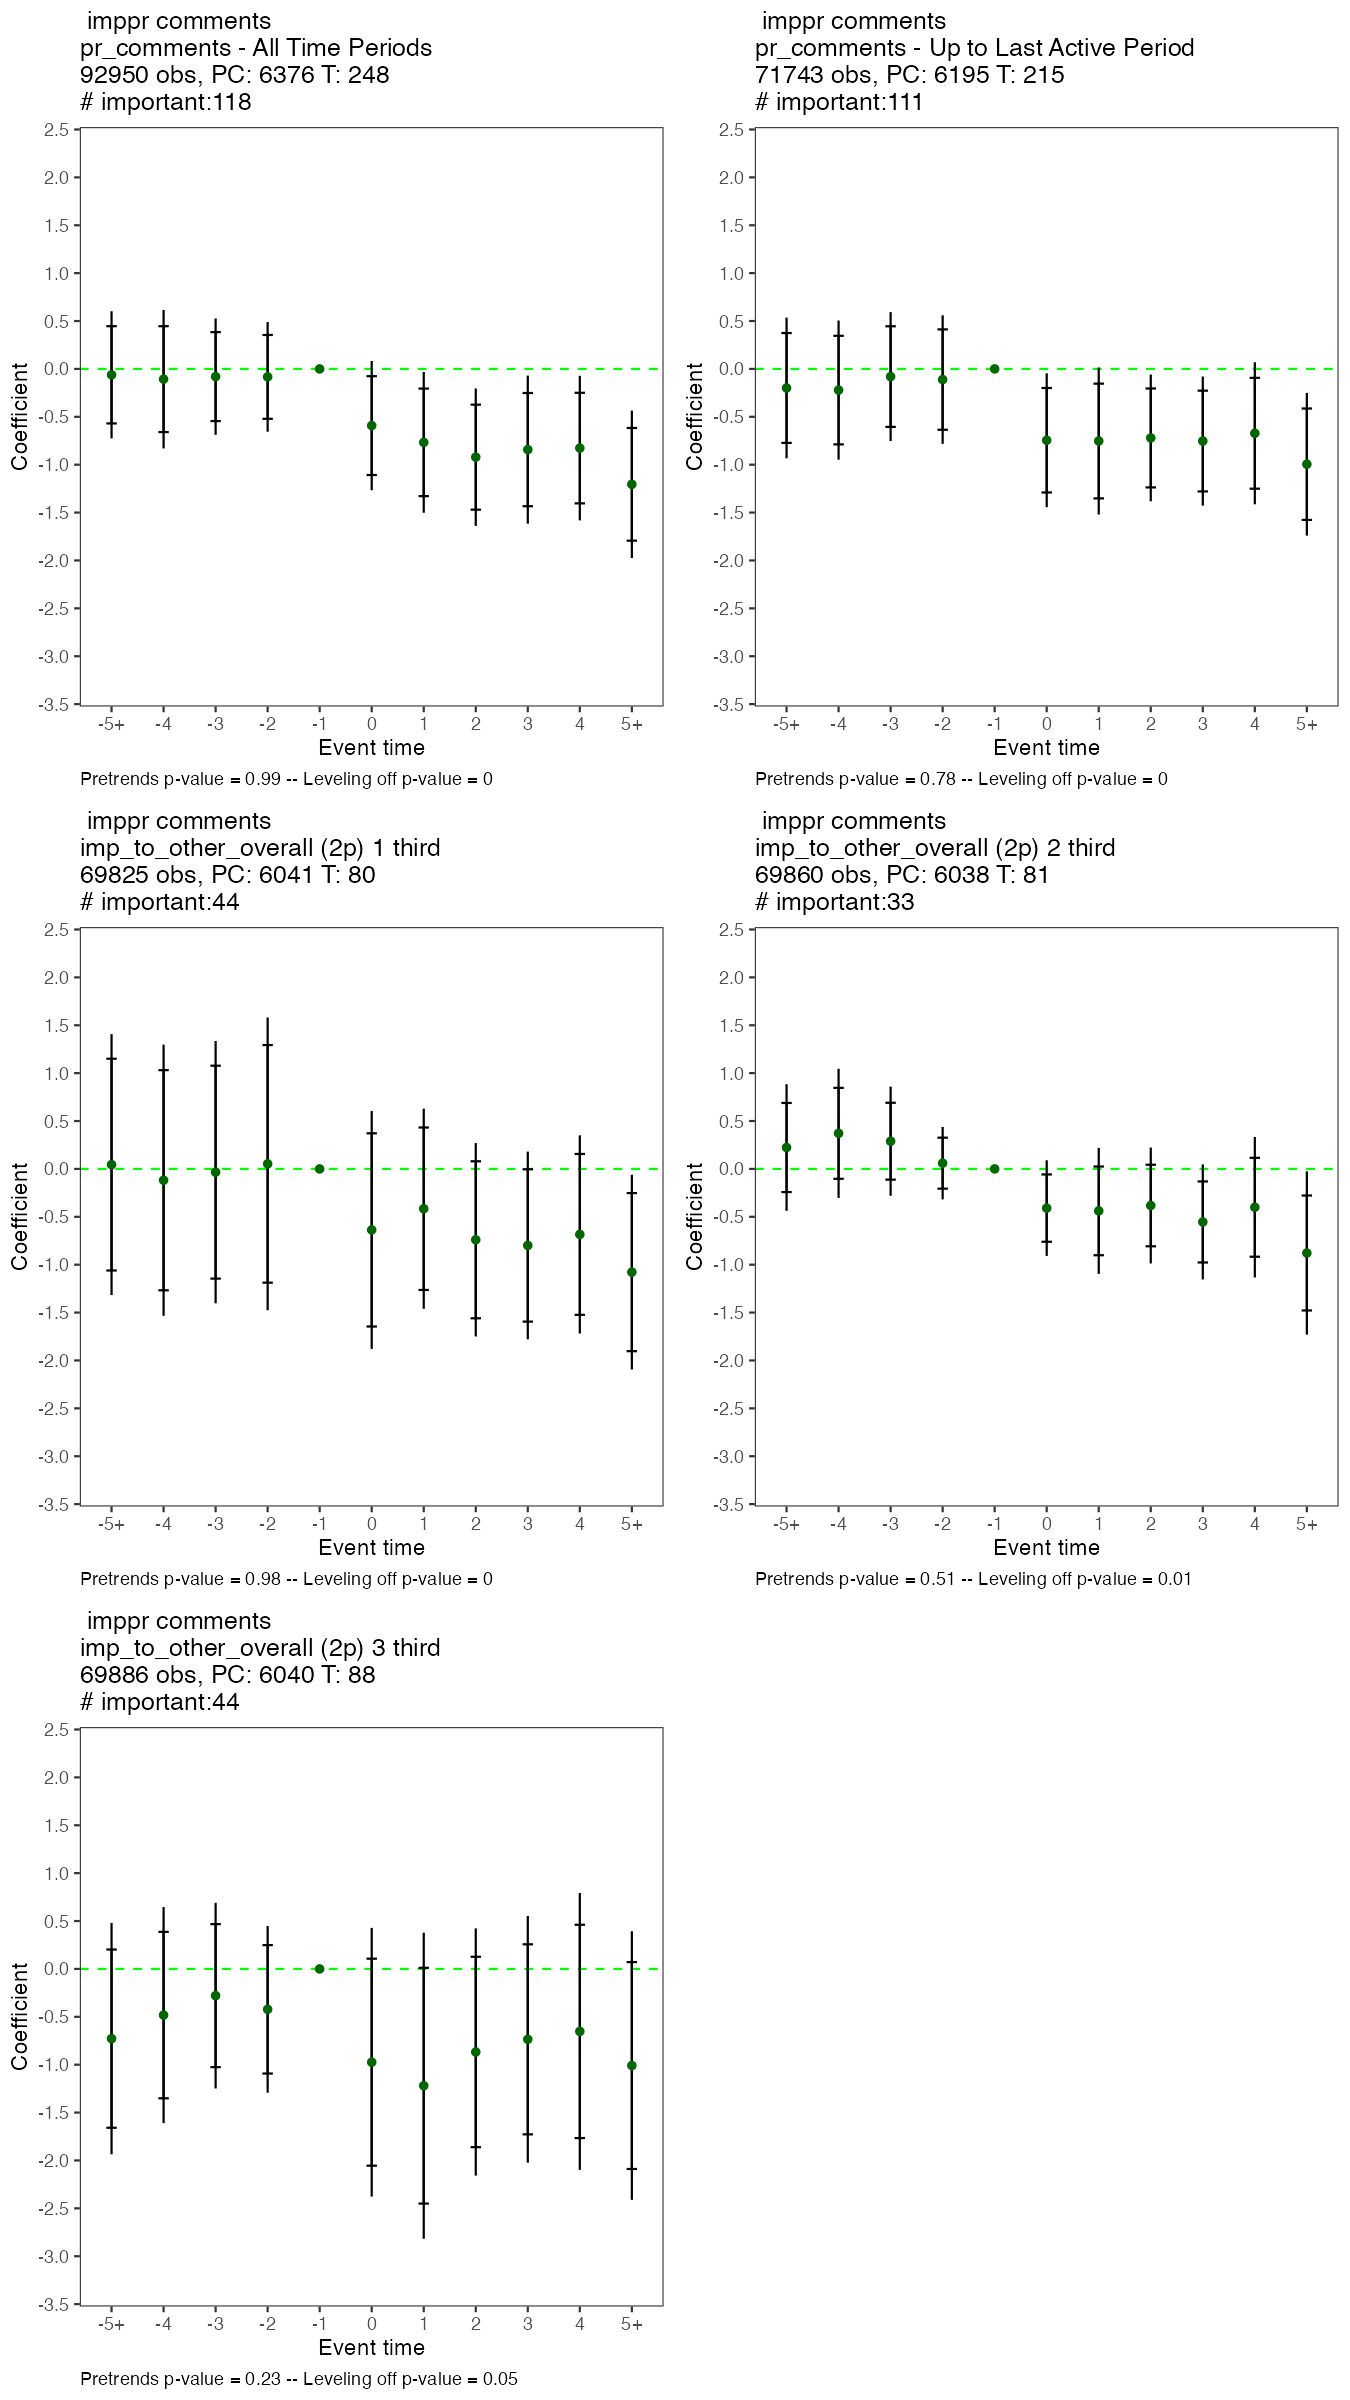 imppr comments
pr_comments - All Time Periods
92950 obs, PC: 6376 T: 248
# important:118
2.5
2.0
1.5
1.0
0.5
0.0
-0.5
-1.0
-1.5
-2.0
-2.5
-3.0
-3.5
Coefficient
-5+ -4 -3 -2 -1 0 1 2 3 4 5+
Event time
Pretrends p-value = 0.99 -- Leveling off p-value = 0
imppr comments
pr_comments - Up to Last Active Period
71743 obs, PC: 6195 T: 215
# important:111
2.5
2.0
1.5
1.0
0.5
0.0
-0.5
-1.0
-1.5
-2.0
-2.5
-3.0
-3.5
Coefficient
-5+ -4 -3 -2 -1 0 1 2 3 4 5+
Event time
Pretrends p-value = 0.78 -- Leveling off p-value = 0
imppr comments
imp_to_other_overall (2p) 1 third
69825 obs, PC: 6041 T: 80
# important:44
2.5
2.0
1.5
1.0
0.5
0.0
-0.5
-1.0
-1.5
-2.0
-2.5
-3.0
-3.5
Coefficient
-5+ -4 -3 -2 -1 0 1 2 3 4 5+
Event time
Pretrends p-value = 0.98 -- Leveling off p-value = 0
imppr comments
imp_to_other_overall (2p) 2 third
69860 obs, PC: 6038 T: 81
# important:33
2.5
2.0
1.5
1.0
0.5
0.0
-0.5
-1.0
-1.5
-2.0
-2.5
-3.0
-3.5
Coefficient
-5+ -4 -3 -2 -1 0 1 2 3 4 5+
Event time
Pretrends p-value = 0.51 -- Leveling off p-value = 0.01
imppr comments
imp_to_other_overall (2p) 3 third
69886 obs, PC: 6040 T: 88
# important:44
2.5
2.0
1.5
1.0
0.5
0.0
-0.5
-1.0
-1.5
-2.0
-2.5
-3.0
-3.5
Coefficient
-5+ -4 -3 -2 -1 0 1 2 3 4 5+
Event time
Pretrends p-value = 0.23 -- Leveling off p-value = 0.05